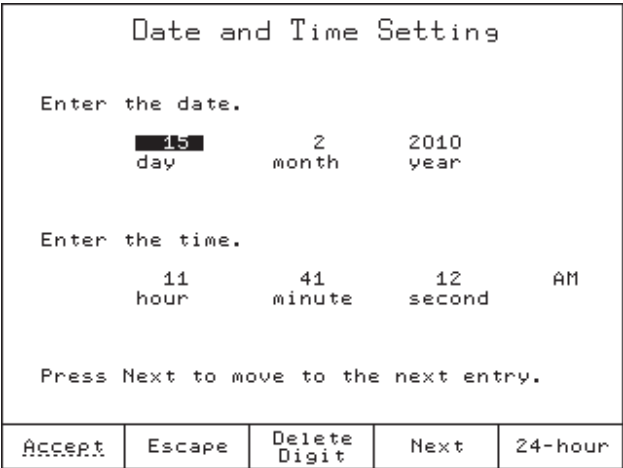 Date and Time Setting
Enter the date.
15 2 2010
day month year
Enter the time.
11 41 12 AM
hour minute second
Press Next to move to the next entry.
Accept Escape Delete Digit Next 24-hour